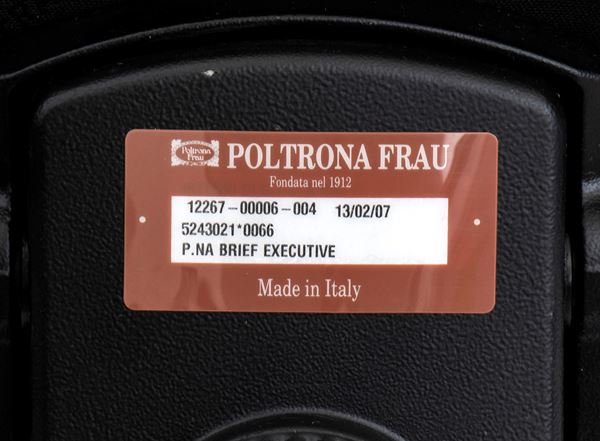 Poltrona
Frau
POLTRONA FRAU
Fondata nel 1912
12267-00006-004 13/02/07
5243021*0066
P.NA BRIEF EXECUTIVE
Made in Italy